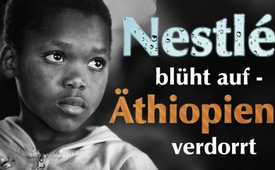 Nestlé
blüht auf -
Äthiopien
verdorrt